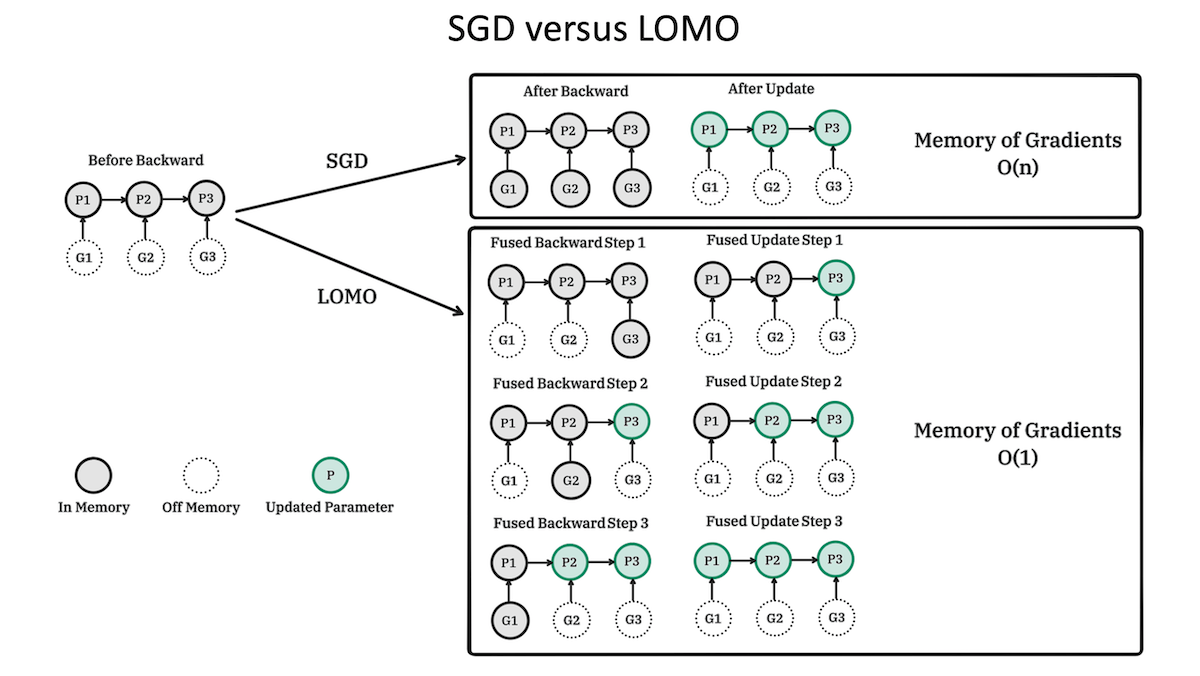 SGD versus LOMO
Before Backward
P1 P2 P3
G1 G2 G3
SGD
LOMO
In Memory
Off Memory
P
Updated Parameter
After Backward
P1 P2 P3
G1 G2 G3
After Update
P1 P2 P3
G1 G2 G3
Memory of Gradients
O(n)
Fused Backward Step 1
P1 P2 P3
G1 G2 G3
Fused Update Step 1
P1 P2 P3
G1 G2 G3
Fused Backward Step 2
P1 P2 P3
G1 G2 G3
Fused Update Step 2
P1 P2 P3
G1 G2 G3
Fused Backward Step 3
P1 P2 P3
G1 G2 G3
Fused Update Step 3
P1 P2 P3
G1 G2 G3
Memory of Gradients
O(1)